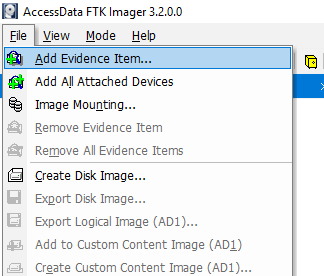 AccessData FTK Imager 3.2.0.0
File View Mode Help
Add Evidence Item...
Add All Attached Devices
Image Mounting...
Remove Evidence Item
Remove All Evidence Items
Create Disk Image...
Export Disk Image...
Export Logical Image (AD1)...
Add to Custom Content Image (AD1)
Create Custom Content Image (AD1)...